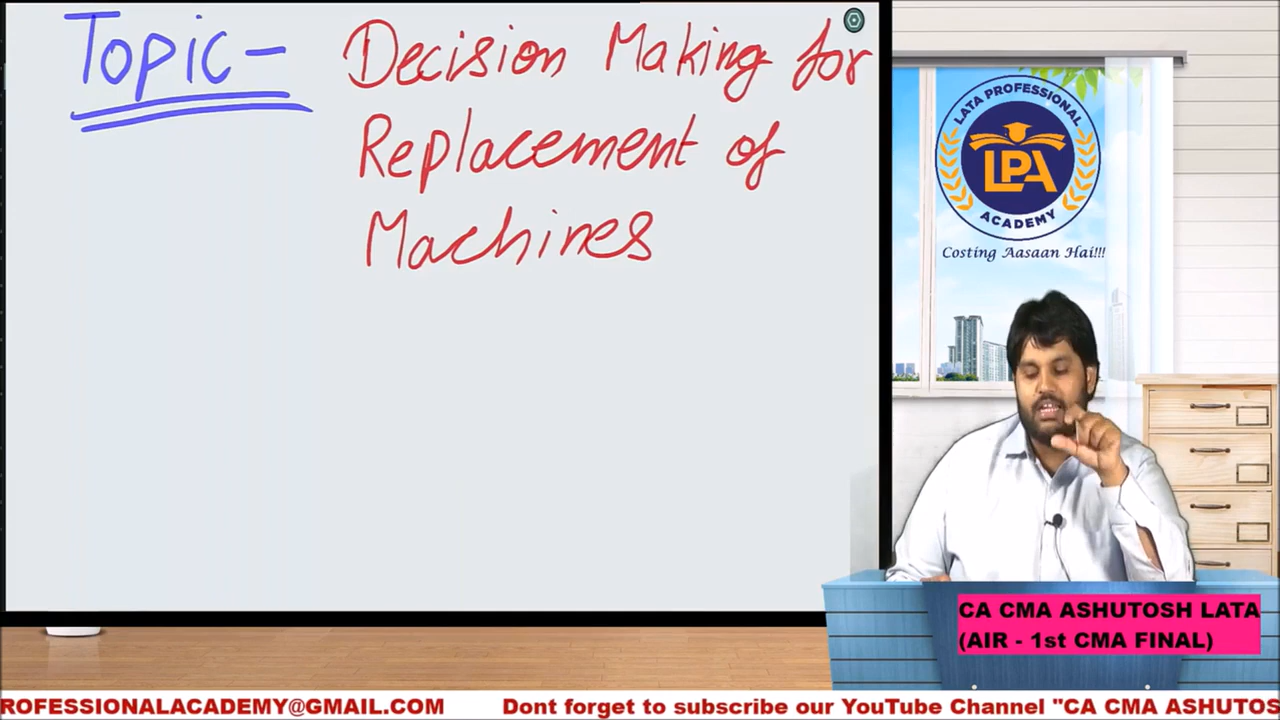 Topic - Decision Making for
Replacement of
Machines
LATA PROFESSIONAL
LPA
ACADEMY
Costing Aasaan Hai!!!
CA CMA ASHUTOSH LATA
(AIR - 1st CMA FINAL)
ROFESSIONALACADEMY@GMAIL.COM Dont forget to subscribe our YouTube Channel "CA CMA ASHUTOS